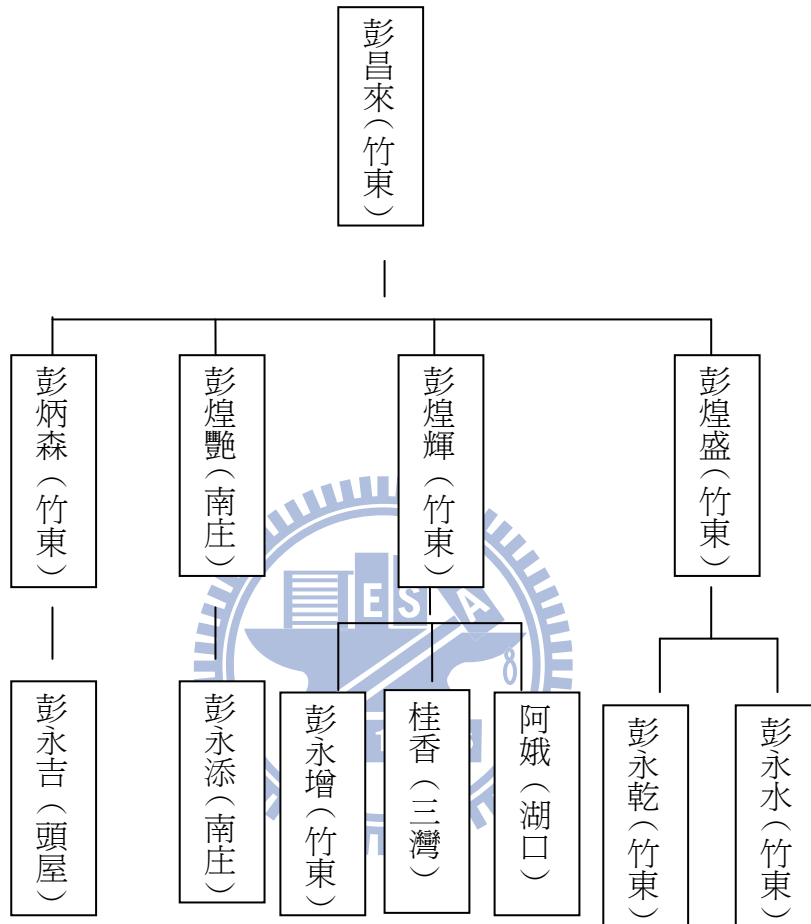 彭昌來（竹東）
彭煌盛（竹東）
彭煌輝（竹東）
彭煌艷（南庄）
彭炳森（竹東）
彭永水（竹東）
彭永乾（竹東）
阿娥（湖口）
桂香（三灣）
彭永增（竹東）
彭永添（南庄）
彭永吉（頭屋）
E S A
8